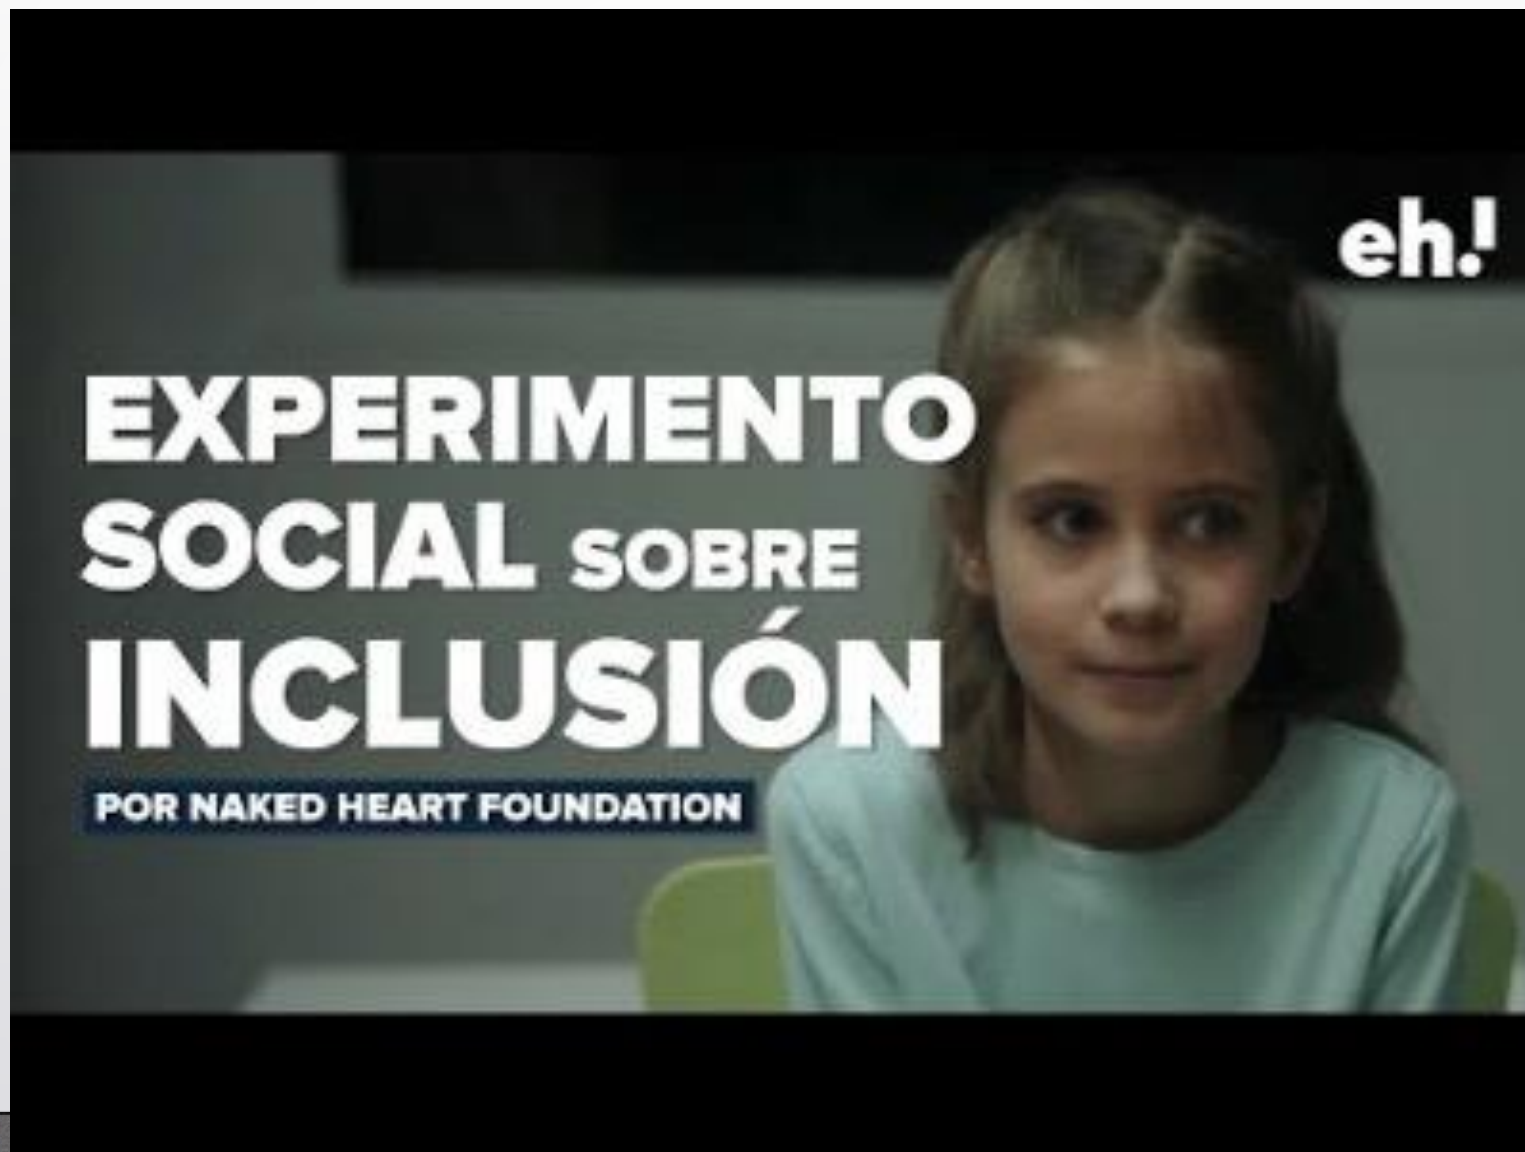 eh!
EXPERIMENTO
SOCIAL SOBRE
INCLUSIÓN
POR NAKED HEART FOUNDATION